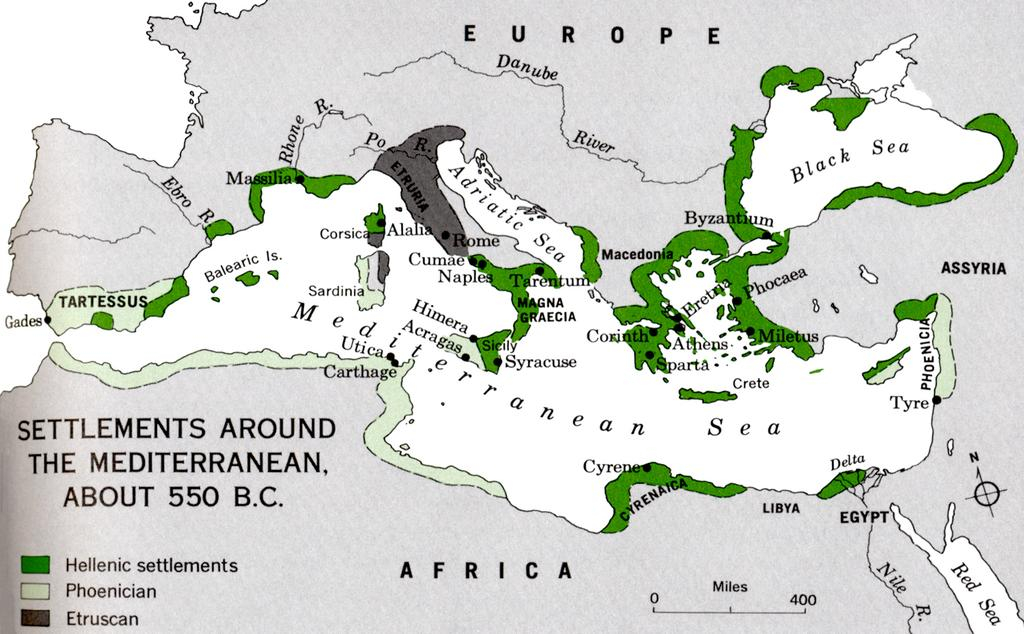 EUROPE
Danube
River
Rhone R.
Po R.
ETRURIA
Massilia
Ebro R.
Adriatic Sea
Black Sea
Byzantium
Corsica
Alalia
Rome
Cumae
Naples
Tarentum
Macedonia
Balearic Is.
Sardinia
MAGNA
GRAECIA
Eretria
Phocaea
ASSYRIA
TARTESSUS
Gades
Himera
Acragas
Sicily
Syracuse
Utica
Carthage
Corinth
Athens
Sparta
Miletus
Crete
PHOENICIA
Tyre
Mediterranean Sea
SETTLEMENTS AROUND
THE MEDITERRANEAN,
ABOUT 550 B.C.
Cyrene
CYRENAICA
LIBYA
Delta
EGYPT
N
Nile R.
Red Sea
AFRICA
Hellenic settlements
Phoenician
Etruscan
Miles
0 400